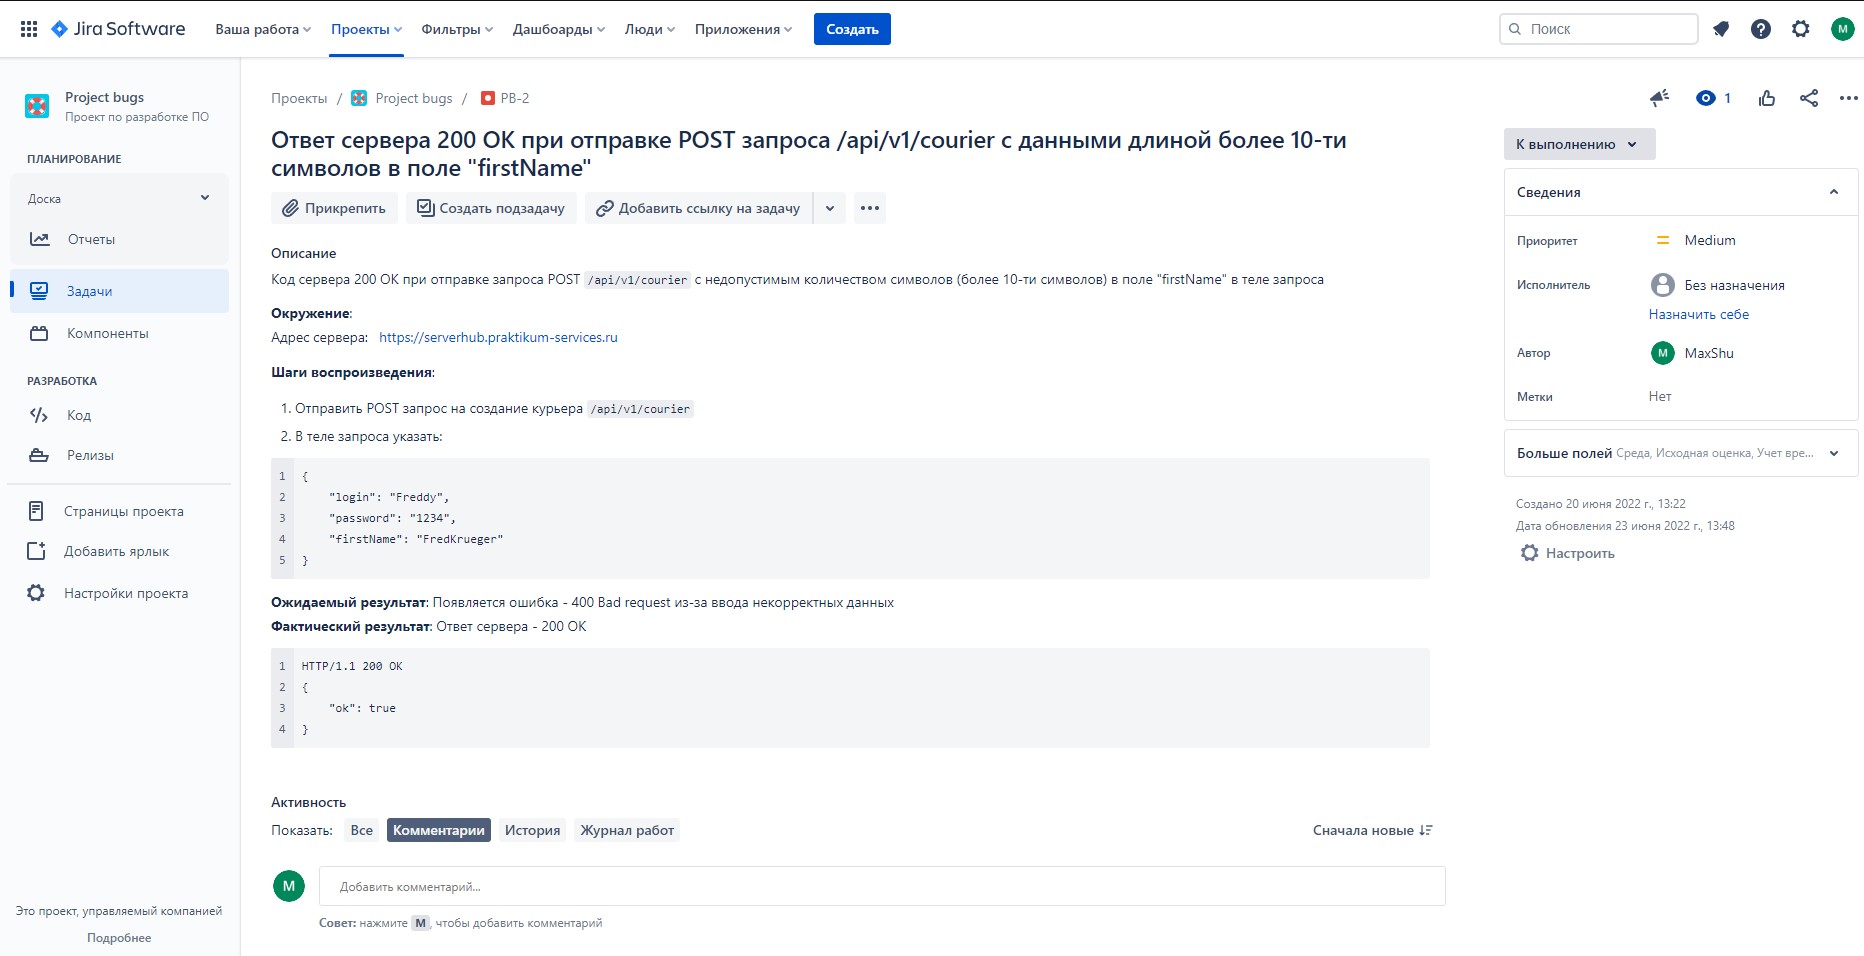 Jira Software Ваша работа Проекты Фильтры Дашборды Люди Приложения Создать Поиск M
Project bugs
Проект по разработке ПО
ПЛАНИРОВАНИЕ
Доска
Отчеты
Задачи
Компоненты
РАЗРАБОТКА
Код
Релизы
Страницы проекта
Добавить ярлык
Настройки проекта
Это проект, управляемый компанией
Подробнее
Проекты / Project bugs / PB-2
Ответ сервера 200 ОК при отправке POST запроса /api/v1/courier с данными длиной более 10-ти
символов в поле "firstName"
Прикрепить Создать подзадачу Добавить ссылку на задачу
Описание
Код сервера 200 ОК при отправке запроса POST /api/v1/courier с недопустимым количеством символов (более 10-ти символов) в поле "firstName" в теле запроса
Окружение:
Адрес сервера: https://serverhub.praktikum-services.ru
Шаги воспроизведения:
1. Отправить POST запрос на создание курьера /api/v1/courier
2. В теле запроса указать:
1 {
2 "login": "Freddy",
3 "password": "1234",
4 "firstName": "FredKrueger"
5 }
Ожидаемый результат: Появляется ошибка - 400 Bad request из-за ввода некорректных данных
Фактический результат: Ответ сервера - 200 ОК
1 HTTP/1.1 200 OK
2 {
3 "ok": true
4 }
Активность
Показать: Все Комментарии История Журнал работ Сначала новые
M Добавить комментарий...
Совет: нажмите M, чтобы добавить комментарий
1
К выполнению
Сведения
Приоритет Medium
Исполнитель Без назначения
Назначить себе
Автор M MaxShu
Метки Нет
Больше полей Среда, Исходная оценка, Учет вре...
Создано 20 июня 2022 г., 13:22
Дата обновления 23 июня 2022 г., 13:48
Настроить